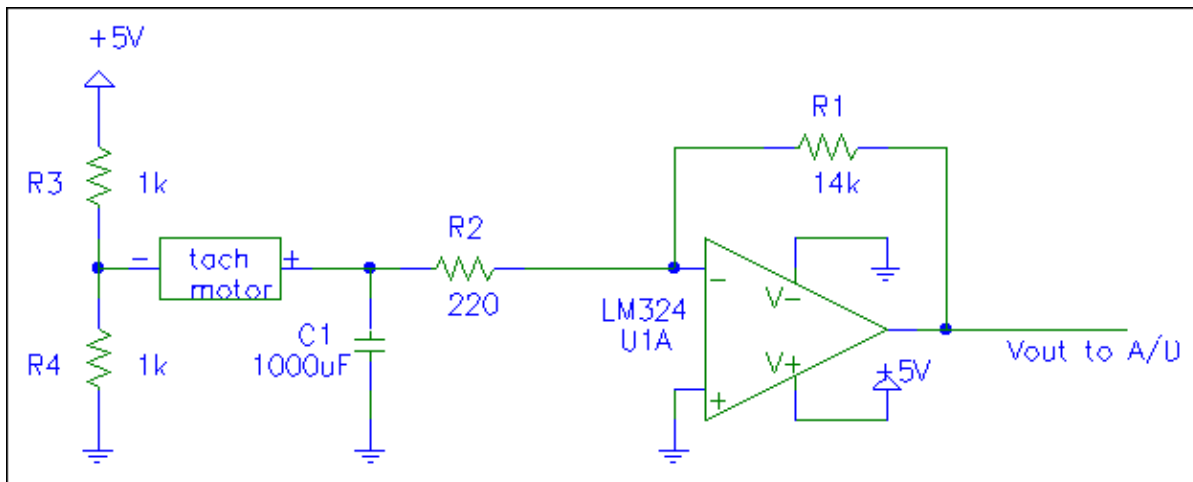 +5V
R3 1k
R4 1k
- tach motor +
C1
1000uF
R2
220
R1
14k
LM324
U1A
-
+
V-
V+
+5V
Vout to A/D